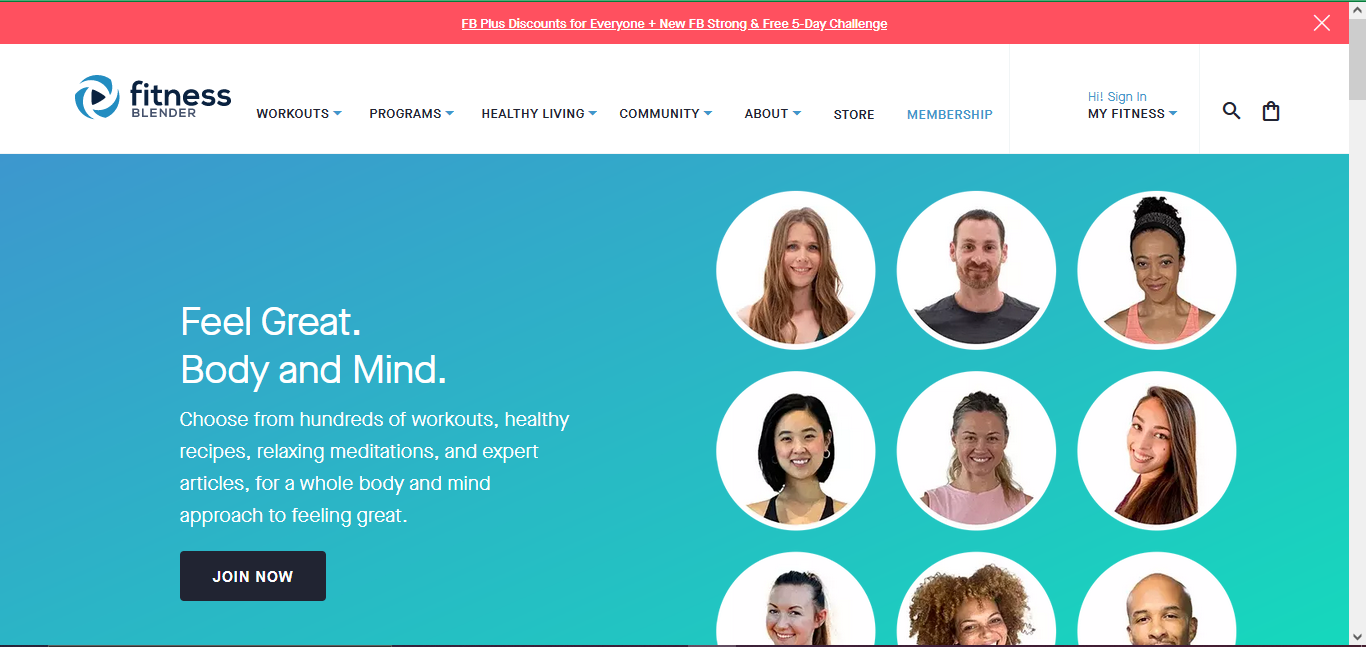 FB Plus Discounts for Everyone + New FB Strong & Free 5-Day Challenge
fitness
BLENDER
WORKOUTS
PROGRAMS
HEALTHY LIVING
COMMUNITY
ABOUT
STORE
MEMBERSHIP
Hi! Sign In
MY FITNESS
Feel Great.
Body and Mind.
Choose from hundreds of workouts, healthy
recipes, relaxing meditations, and expert
articles, for a whole body and mind
approach to feeling great.
JOIN NOW